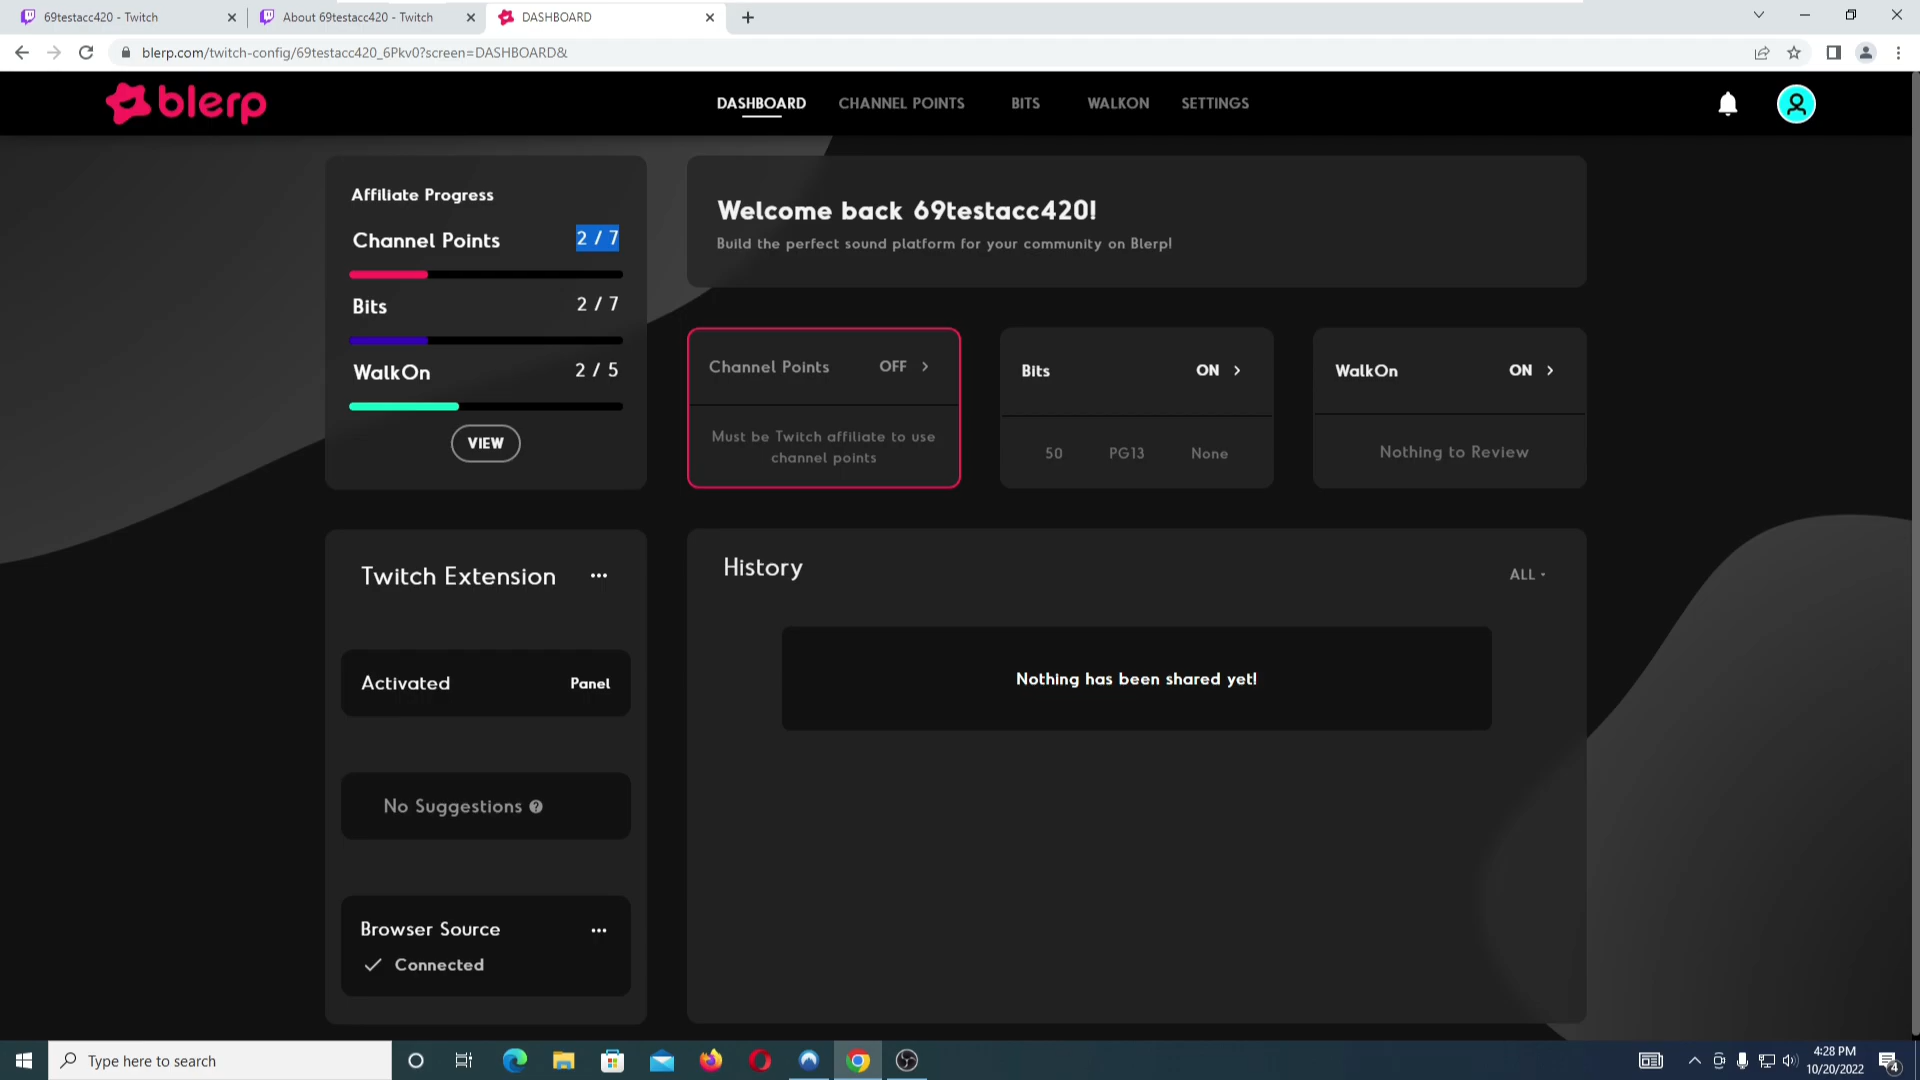 69testacc420 - Twitch
About 69testacc420 - Twitch
DASHBOARD
blerp.com/twitch-config/69testacc420_6Pkv0?screen=DASHBOARD&
blerp
DASHBOARD
CHANNEL POINTS
BITS
WALKON
SETTINGS
Affiliate Progress
Channel Points 2 / 7
Bits 2 / 7
WalkOn 2 / 5
VIEW
Welcome back 69testacc420!
Build the perfect sound platform for your community on Blerp!
Channel Points OFF
Must be Twitch affiliate to use
channel points
Bits ON
50 PG13 None
WalkOn ON
Nothing to Review
Twitch Extension
Activated Panel
No Suggestions
Browser Source
Connected
History
ALL
Nothing has been shared yet!
Type here to search
4:28 PM
10/20/2022
4